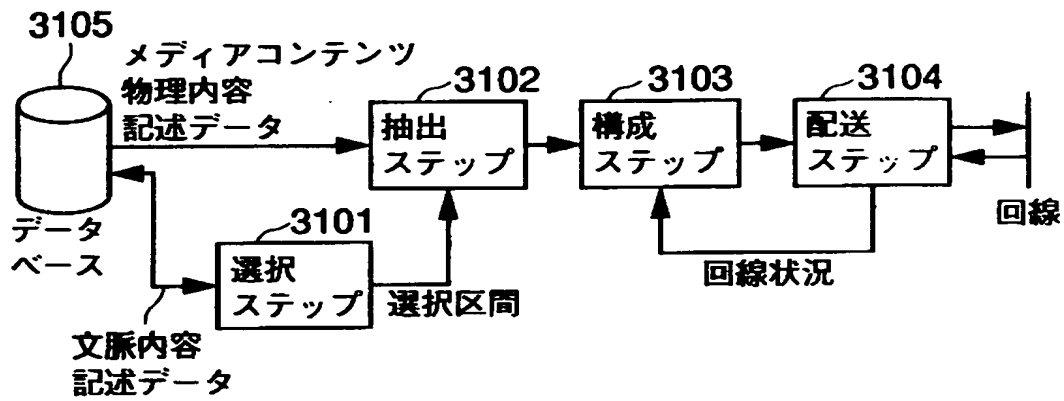 3105
メディアコンテンツ
物理内容
記述データ
3102
3103
3104
抽出
ステップ
構成
ステップ
配送
ステップ
データ
ベース
3101
選択
ステップ
選択区間
回線状況
回線
文脈内容
記述データ